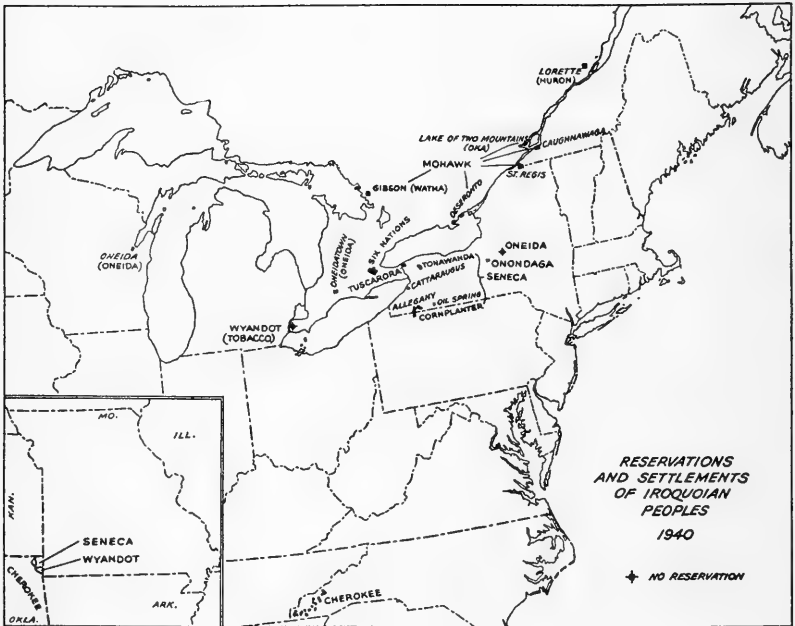 LORETTE
(HURON)
LAKE OF TWO MOUNTAINS
(OKA)
CAUGHNAWAGA
MOHAWK
ST. REGIS
GIBSON (WATHA)
DESERONTO
ONEIDA
(ONEIDA)
ONEIDATOWN
(ONEIDA)
SIX NATIONS
TUSCARORA
TONAWANDA
CATTARAUGUS
ONEIDA
ONONDAGA
SENECA
ALLEGANY
OIL SPRING
CORNPLANTER
WYANDOT
(TOBACCO)
MO.
ILL.
KAN.
SENECA
WYANDOT
CHEROKEE
OKLA.
ARK.
CHEROKEE
RESERVATIONS
AND SETTLEMENTS
OF IROQUOIAN
PEOPLES
1940
NO RESERVATION